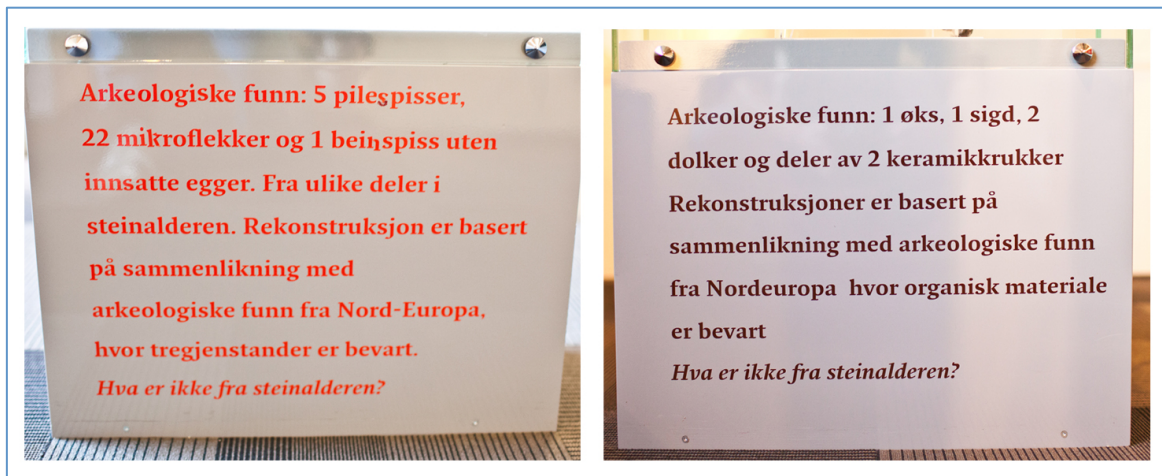 Arkeologiske funn: 5 pilespisser,
22 mikroflekker og 1 beinspiss uten
innsatte egger. Fra ulike deler i
steinalderen. Rekonstruksjon er basert
på sammenlikning med
arkeologiske funn fra Nord-Europa,
hvor tregjenstander er bevart.
Hva er ikke fra steinalderen?
Arkeologiske funn: 1 øks, 1 sigd, 2
dolker og deler av 2 keramikkrukker
Rekonstruksjoner er basert på
sammenlikning med arkeologiske funn
fra Nordeuropa hvor organisk materiale
er bevart
Hva er ikke fra steinalderen?